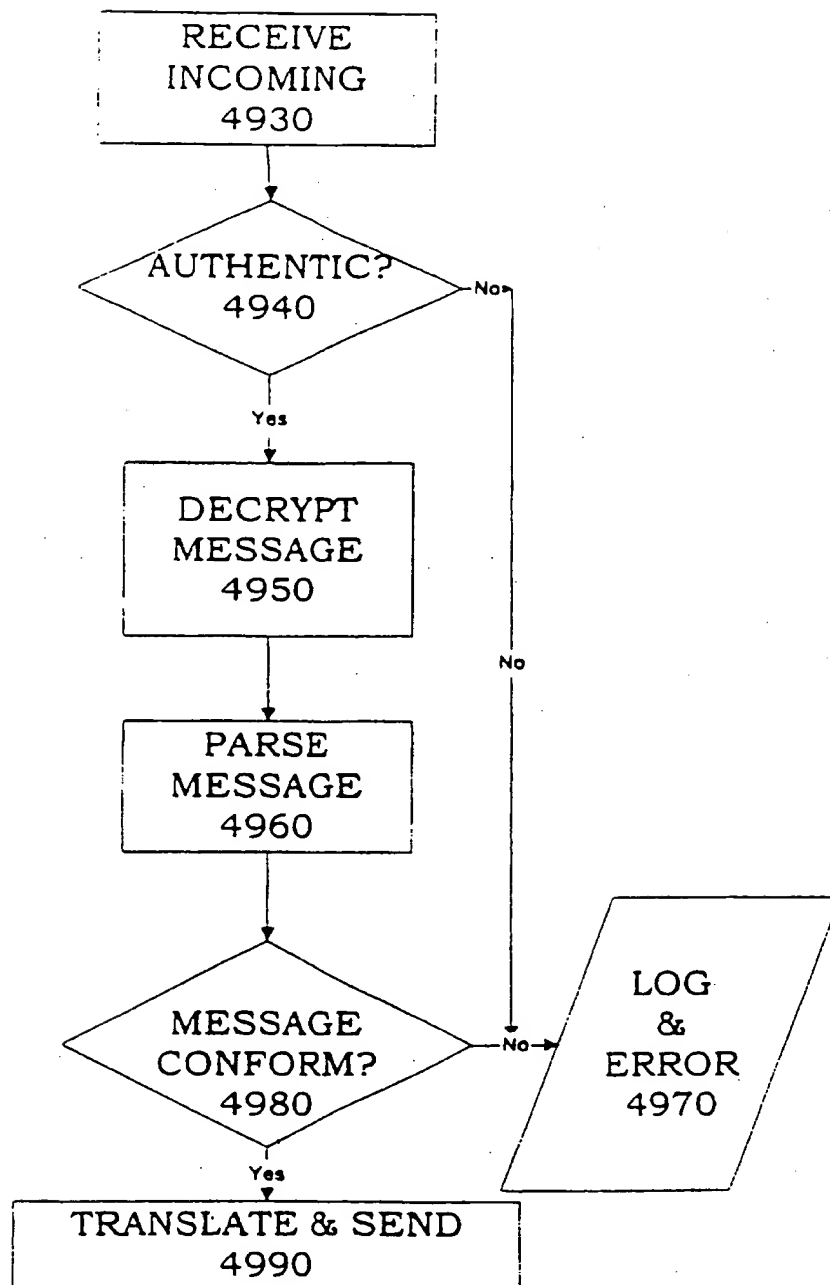 RECEIVE
INCOMING
4930
AUTHENTIC?
4940
No
Yes
DECRYPT
MESSAGE
4950
No
PARSE
MESSAGE
4960
MESSAGE
CONFORM?
4980
No
LOG
&
ERROR
4970
Yes
TRANSLATE & SEND
4990